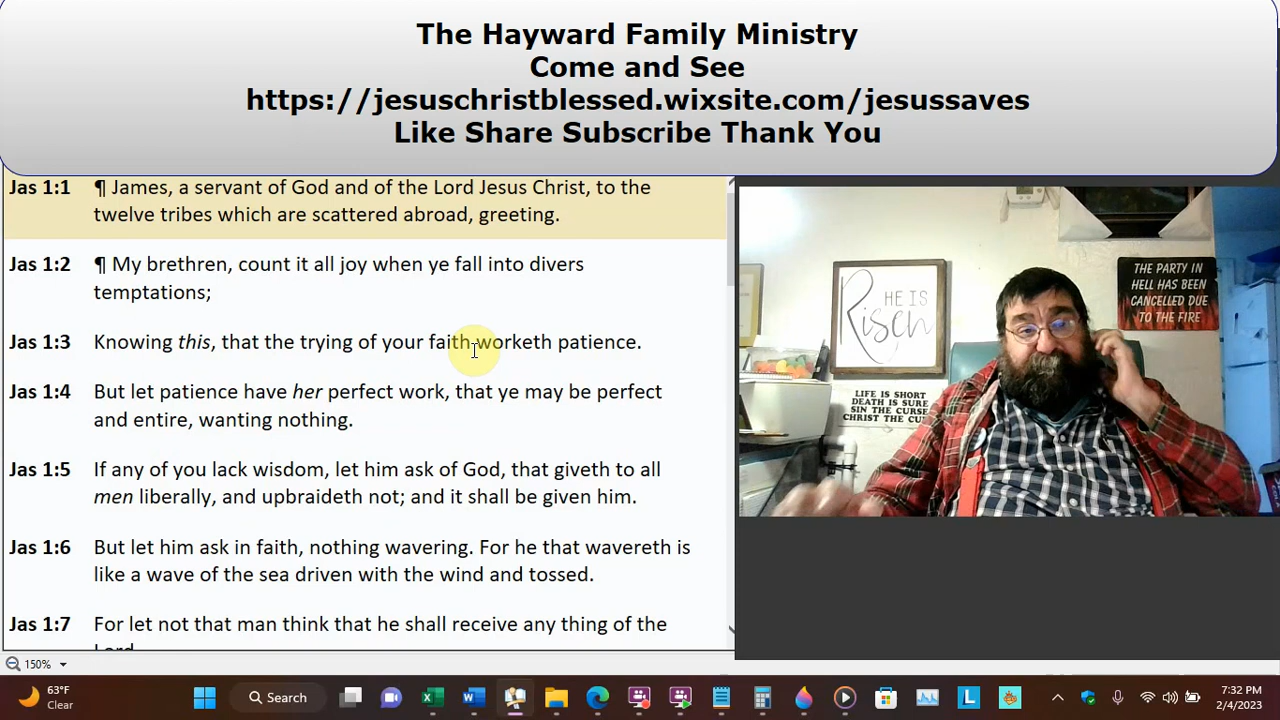 The Hayward Family Ministry
Come and See
https://jesuschristblessed.wixsite.com/jesussaves
Like Share Subscribe Thank You
Jas 1:1 ¶ James, a servant of God and of the Lord Jesus Christ, to the
twelve tribes which are scattered abroad, greeting.
Jas 1:2 ¶ My brethren, count it all joy when ye fall into divers
temptations;
Jas 1:3 Knowing this, that the trying of your faith worketh patience.
Jas 1:4 But let patience have her perfect work, that ye may be perfect
and entire, wanting nothing.
Jas 1:5 If any of you lack wisdom, let him ask of God, that giveth to all
men liberally, and upbraideth not; and it shall be given him.
Jas 1:6 But let him ask in faith, nothing wavering. For he that wavereth is
like a wave of the sea driven with the wind and tossed.
Jas 1:7 For let not that man think that he shall receive any thing of the
Lord.
HE IS
Risen
THE PARTY IN
HELL HAS BEEN
CANCELLED DUE
TO THE FIRE
LIFE IS SHORT
DEATH IS SURE
SIN THE CURSE
CHRIST THE CU
150%
63°F
Clear
Search
7:32 PM
2/4/2023